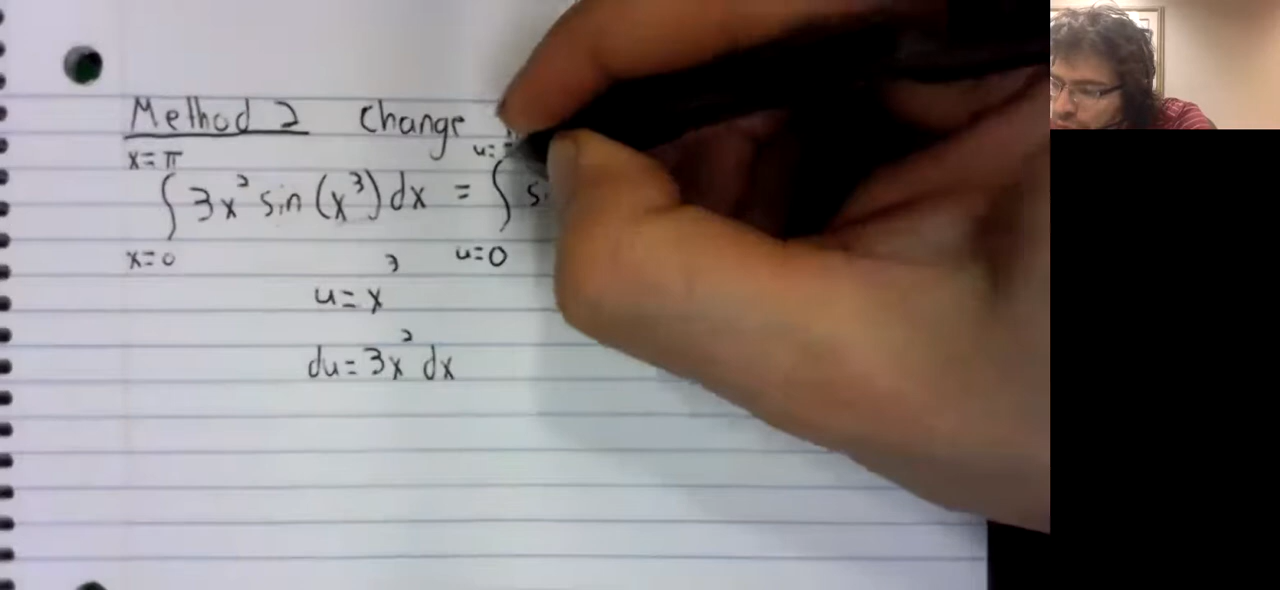 Method 2 Change
x=π u=
∫ 3x² sin (x³) dx = ∫
x=0 u=0
u= x³
du= 3x² dx